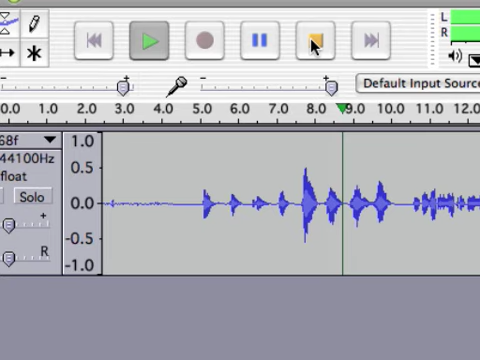 L
R
- + - +
Default Input Source
0.0 1.0 2.0 3.0 4.0 5.0 6.0 7.0 8.0 9.0 10.0 11.0 12.0
68f
44100Hz
float
Solo
- +
L R
1.0
0.5
0.0
-0.5
-1.0